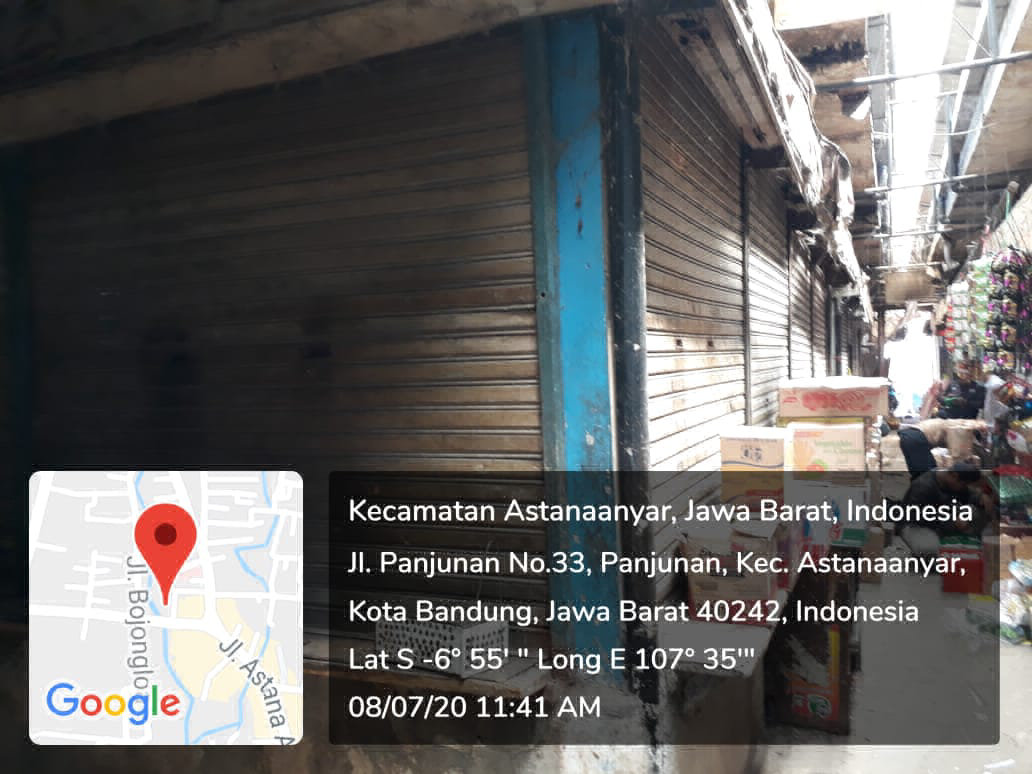 Kecamatan Astanaanyar, Jawa Barat, Indonesia
Jl. Panjunan No.33, Panjunan, Kec. Astanaanyar,
Kota Bandung, Jawa Barat 40242, Indonesia
Lat S -6° 55' " Long E 107° 35'"
08/07/20 11:41 AM
Jl. Bojonglo
Jl. Astana A
Google